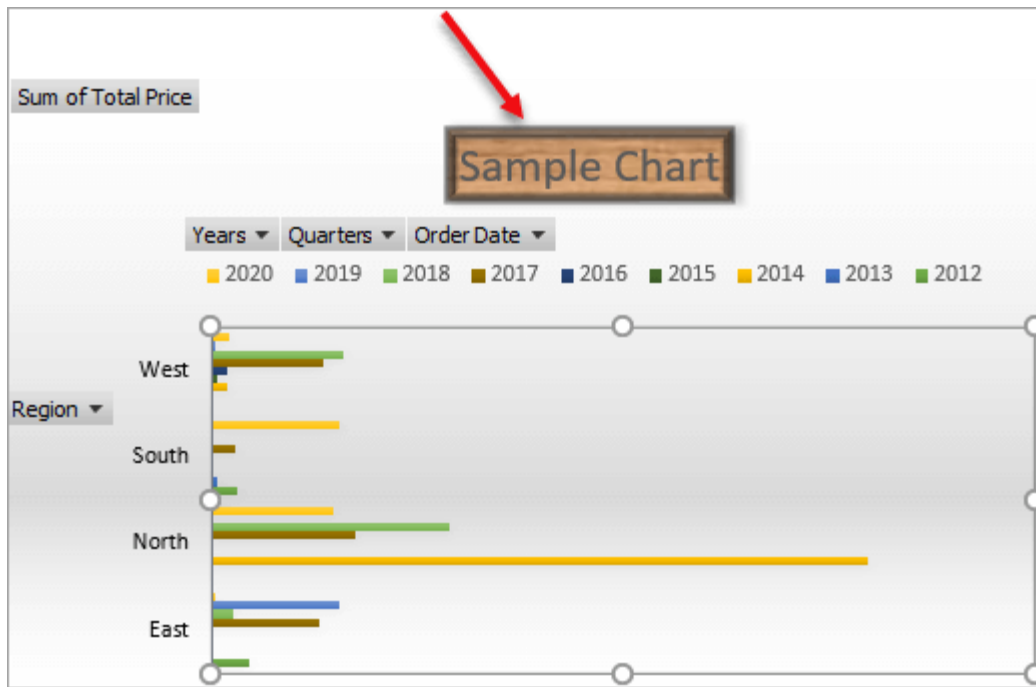 Sum of Total Price
Sample Chart
Years Quarters Order Date
2020 2019 2018 2017 2016 2015 2014 2013 2012
West
Region
South
North
East